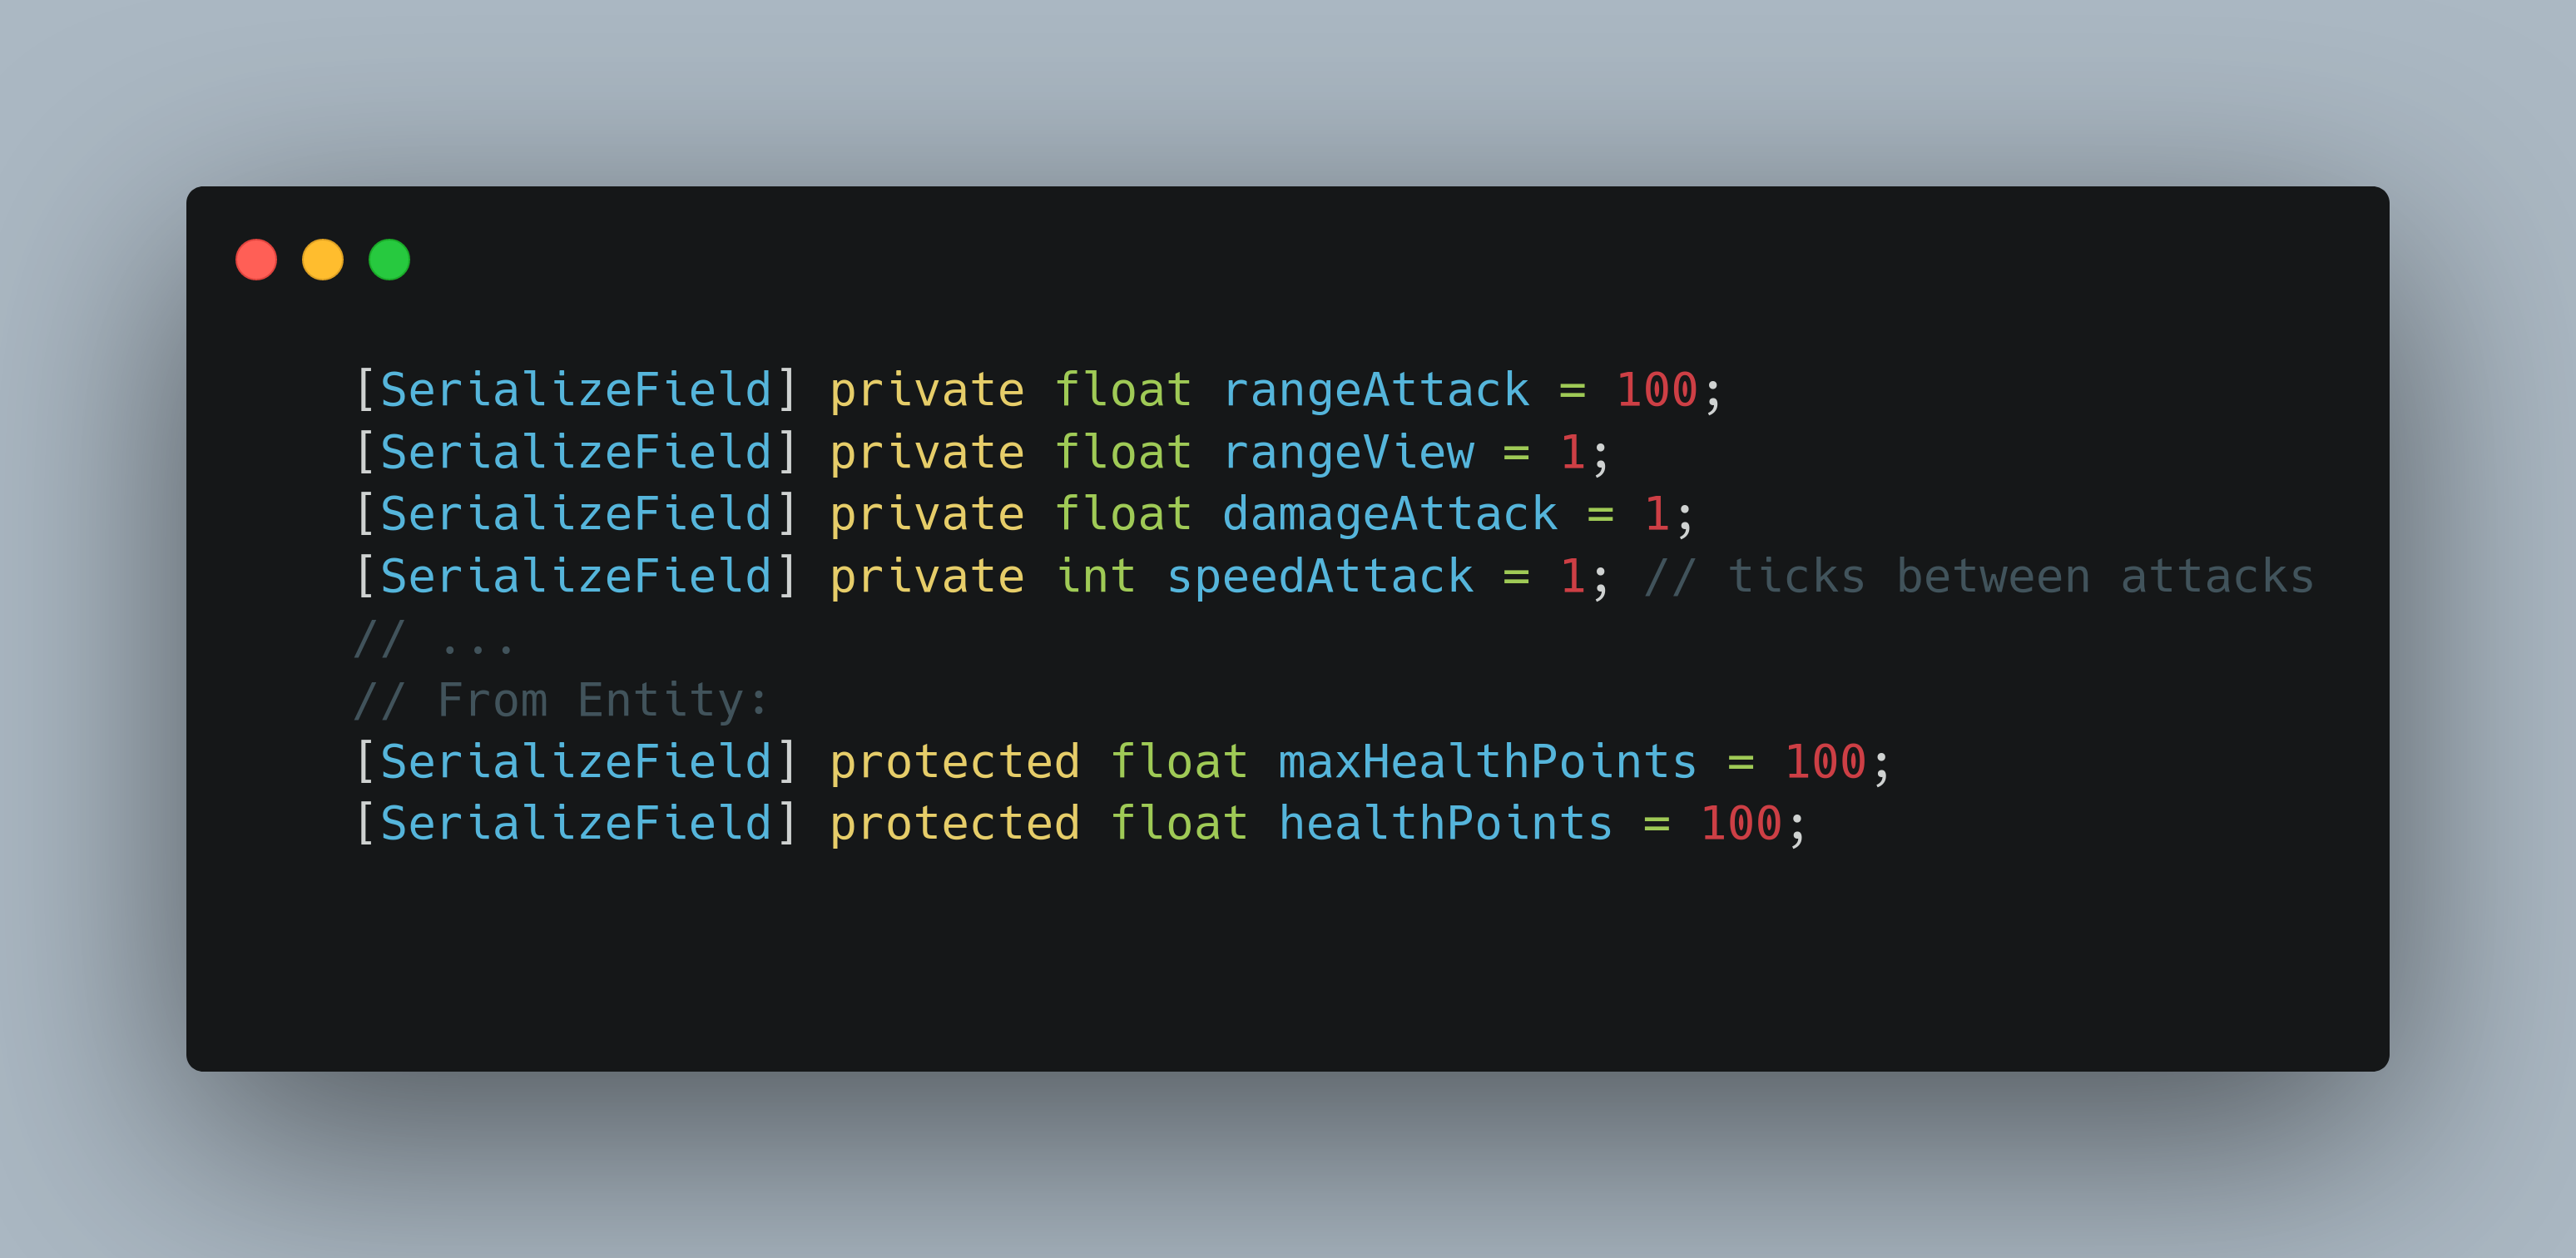 [SerializeField] private float rangeAttack = 100;
[SerializeField] private float rangeView = 1;
[SerializeField] private float damageAttack = 1;
[SerializeField] private int speedAttack = 1; // ticks between attacks
// ...
// From Entity:
[SerializeField] protected float maxHealthPoints = 100;
[SerializeField] protected float healthPoints = 100;